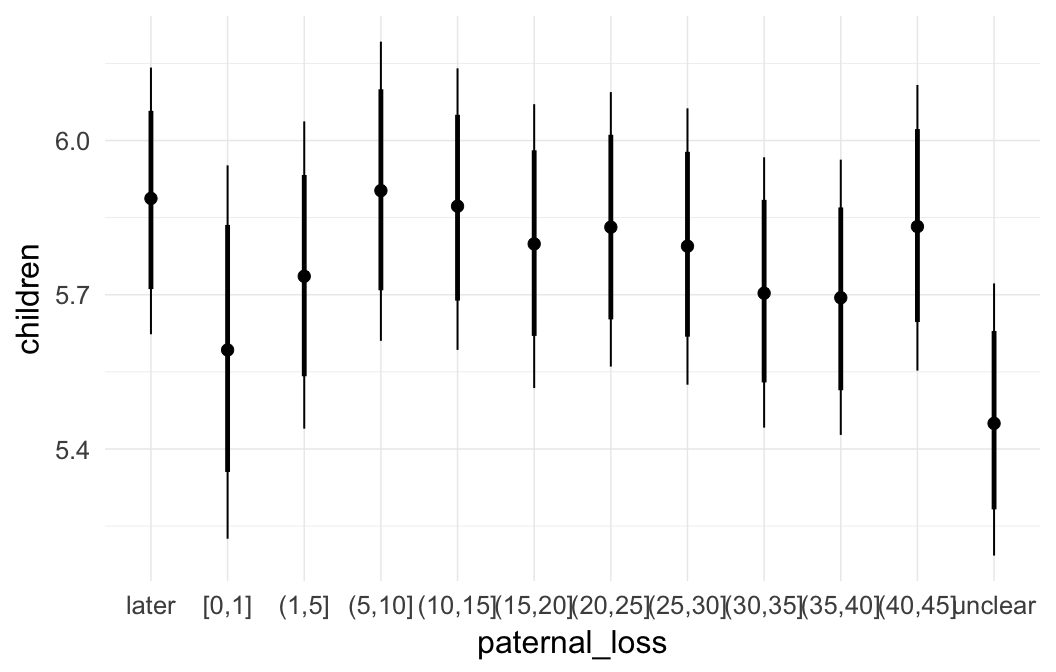 children
6.0
5.7
5.4
later [0,1] (1,5] (5,10] (10,15] (15,20] (20,25] (25,30] (30,35] (35,40] (40,45] unclear
paternal_loss